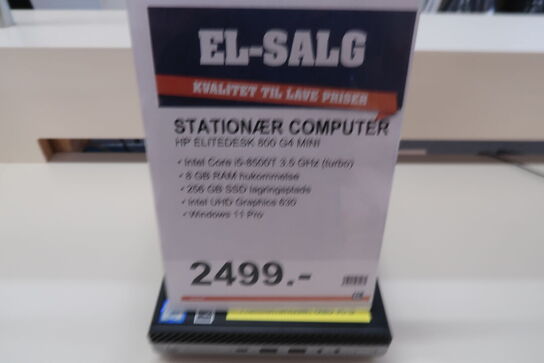 EL-SALG
KVALITET TIL LAVE PRISER
STATIONÆR COMPUTER
HP ELITEDESK 800 G4 MINI
• Intel Core i5-8500T 3.5 GHz (turbo)
• 8 GB RAM hukommelse
• 256 GB SSD lagringsplads
• Intel UHD Graphics 630
• Windows 11 Pro
2499.-